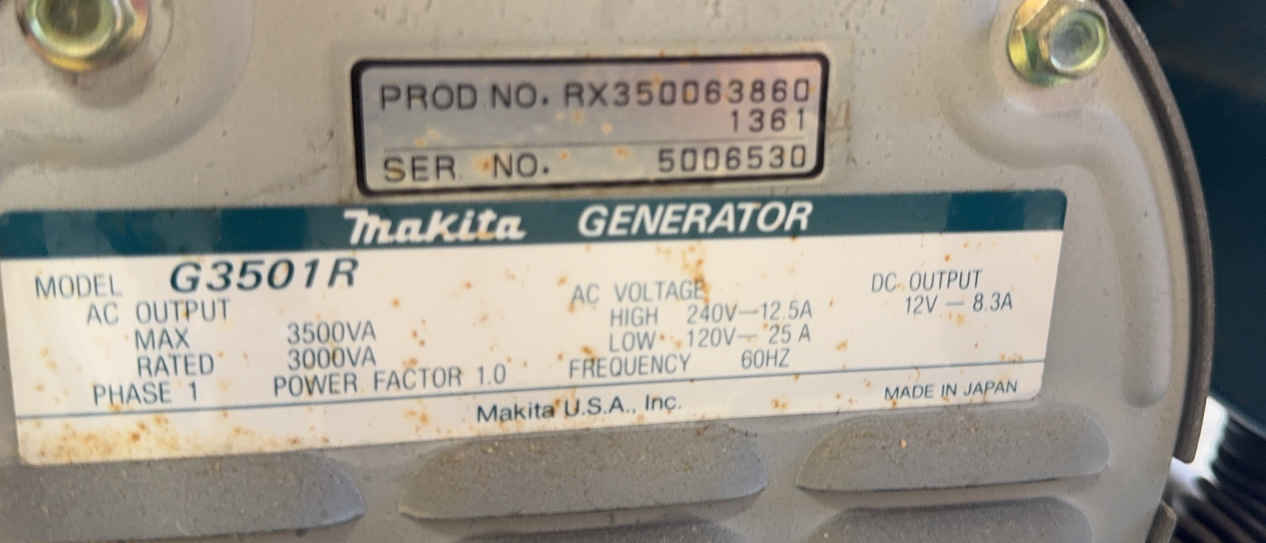 PROD NO. RX350063860
1361
SER NO. 5006530
makita GENERATOR
MODEL G3501R
AC OUTPUT
MAX 3500VA
RATED 3000VA
PHASE 1 POWER FACTOR 1.0
AC VOLTAGE
HIGH 240V—12.5A
LOW 120V—25A
FREQUENCY 60HZ
DC OUTPUT
12V — 8.3A
Makita U.S.A., Inc.
MADE IN JAPAN